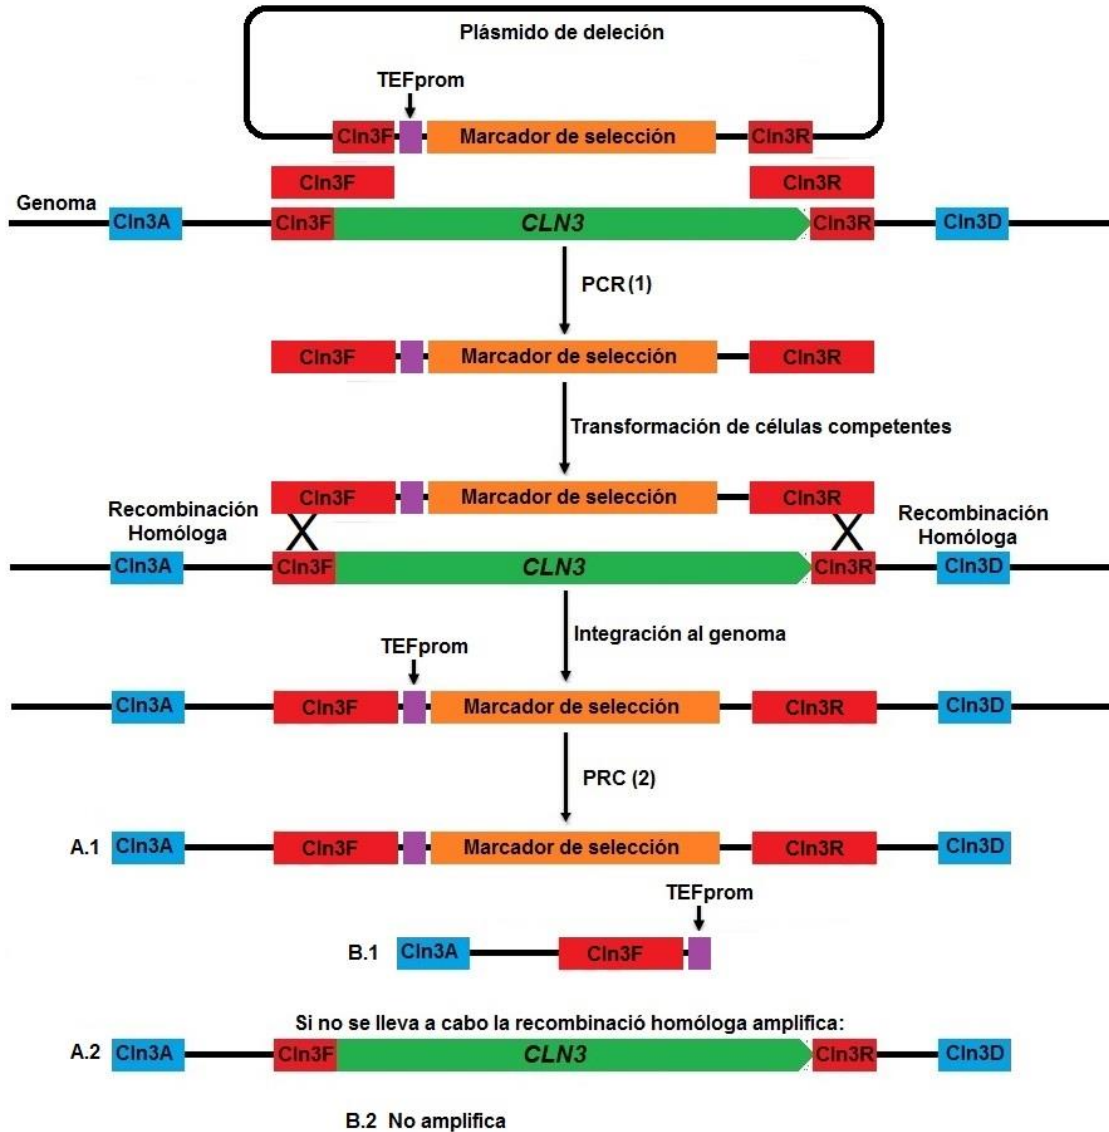 Plásmido de deleción
TEFprom
Cln3F Marcador de selección Cln3R
Cln3F Cln3R
Genoma
Cln3A Cln3F CLN3 Cln3R Cln3D
PCR (1)
Cln3F Marcador de selección Cln3R
Transformación de células competentes
Cln3F Marcador de selección Cln3R
Recombinación
Homóloga
Recombinación
Homóloga
Cln3A Cln3F CLN3 Cln3R Cln3D
Integración al genoma
TEFprom
Cln3A Cln3F Marcador de selección Cln3R Cln3D
PRC (2)
A.1 Cln3A Cln3F Marcador de selección Cln3R Cln3D
TEFprom
B.1 Cln3A Cln3F
Si no se lleva a cabo la recombinació homóloga amplifica:
A.2 Cln3A Cln3F CLN3 Cln3R Cln3D
B.2 No amplifica